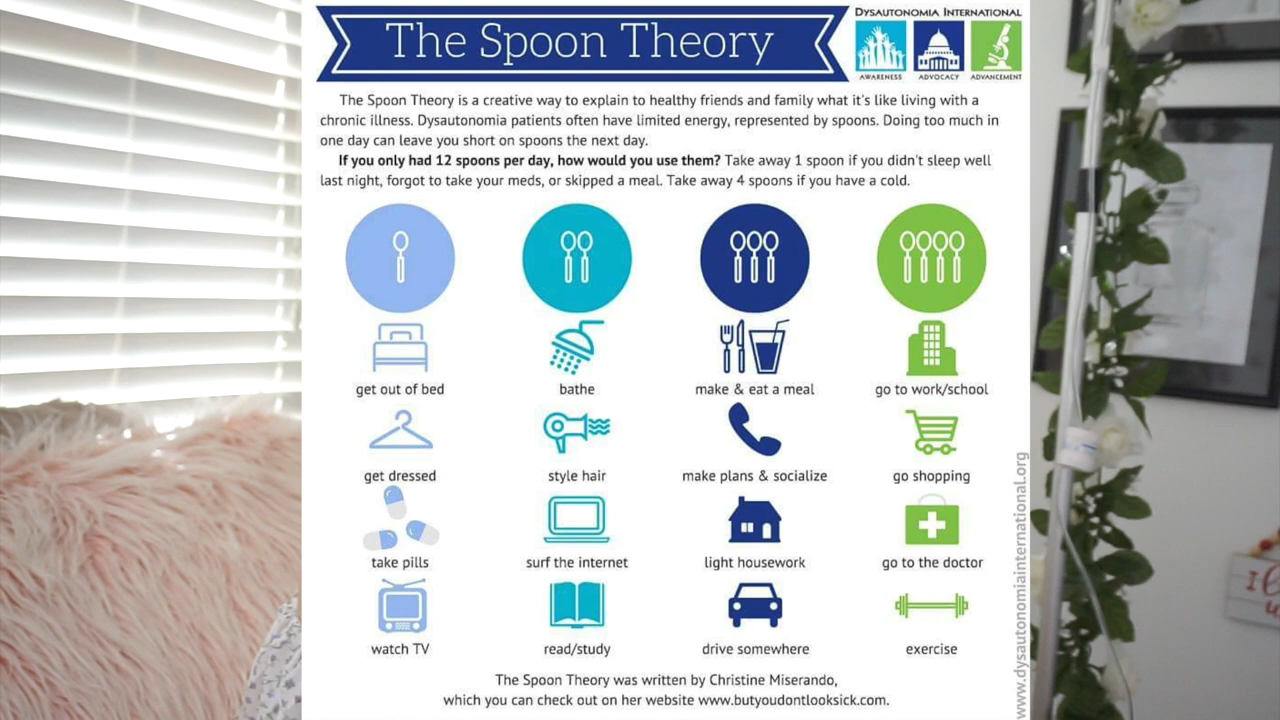 The Spoon Theory
DYSAUTONOMIA INTERNATIONAL
AWARENESS ADVOCACY ADVANCEMENT
The Spoon Theory is a creative way to explain to healthy friends and family what it's like living with a
chronic illness. Dysautonomia patients often have limited energy, represented by spoons. Doing too much in
one day can leave you short on spoons the next day.
If you only had 12 spoons per day, how would you use them? Take away 1 spoon if you didn't sleep well
last night, forgot to take your meds, or skipped a meal. Take away 4 spoons if you have a cold.
get out of bed bathe make & eat a meal go to work/school
get dressed style hair make plans & socialize go shopping
take pills surf the internet light housework go to the doctor
watch TV read/study drive somewhere exercise
The Spoon Theory was written by Christine Miserando,
which you can check out on her website www.butyoudontlooksick.com.
www.dysautonomiainternational.org